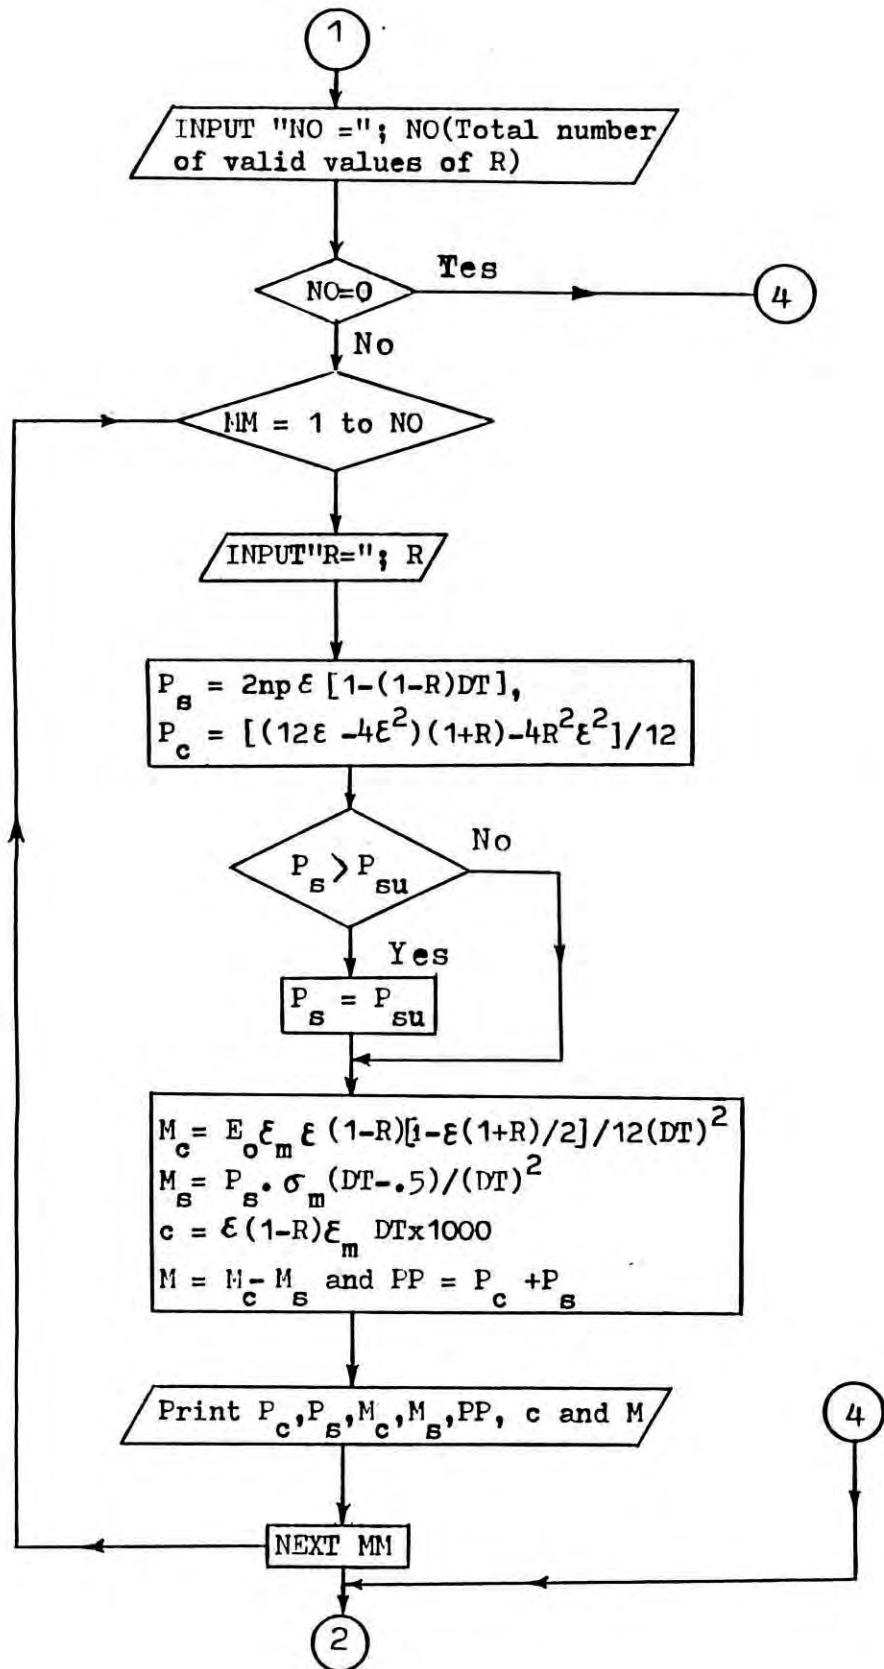 1
INPUT "NO ="; NO(Total number
of valid values of R)
NO=0
Tes
4
No
MM = 1 to NO
INPUT"R="; R
P_s = 2npε [1-(1-R)DT],
P_c = [(12ε -4ε²)(1+R)-4R²ε²]/12
P_s > P_su
No
Yes
P_s = P_su
M_c = E_o ε_m ε (1-R)[1-ε(1+R)/2]/12(DT)²
M_s = P_s . σ_m (DT-.5)/(DT)²
c = ε(1-R)ε_m DTx1000
M = M_c - M_s and PP = P_c +P_s
Print P_c,P_s,M_c,M_s,PP, c and M
4
NEXT MM
2